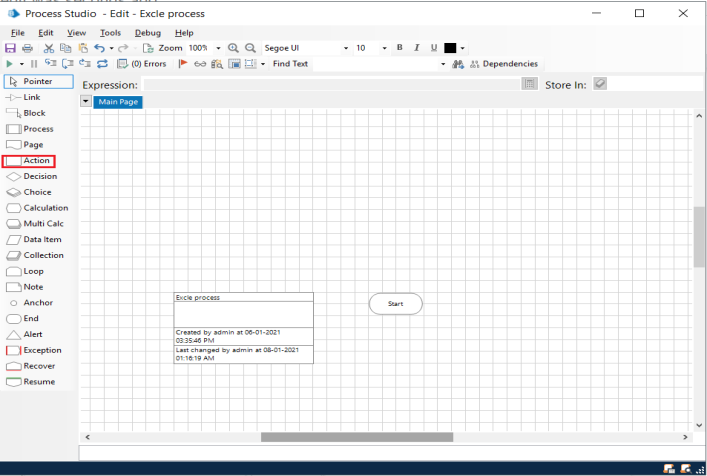 Process Studio - Edit - Excle process
File Edit View Tools Debug Help
Zoom 100% Segoe UI 10 B I U
(0) Errors Find Text Dependencies
Pointer
Expression: Store In:
Link
Main Page
Block
Process
Page
Action
Decision
Choice
Calculation
Multi Calc
Data Item
Collection
Loop
Note
Anchor
End
Alert
Exception
Recover
Resume
Excle process
Created by admin at 06-01-2021
03:35:46 PM
Last changed by admin at 08-01-2021
01:16:19 AM
Start